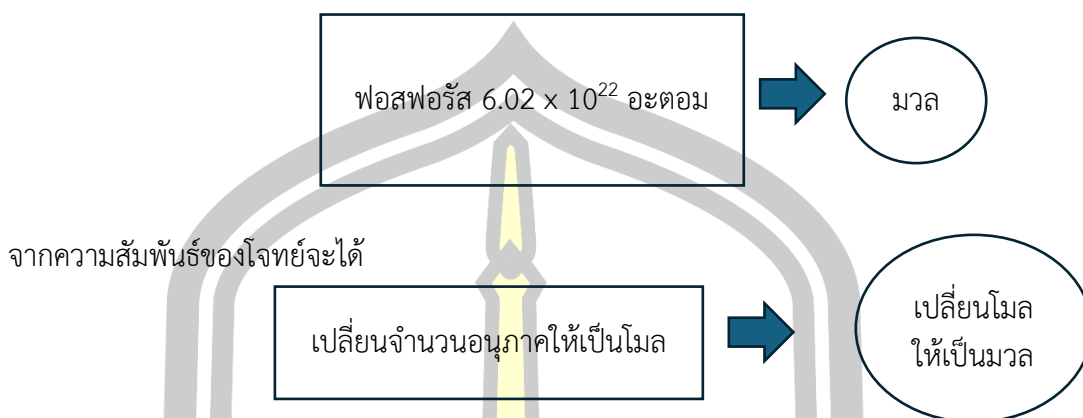 ฟอสฟอรัส 6.02 x 10²² อะตอม
มวล
จากความสัมพันธ์ของโจทย์จะได้
เปลี่ยนจำนวนอนุภาคให้เป็นโมล
เปลี่ยนโมล
ให้เป็นมวล